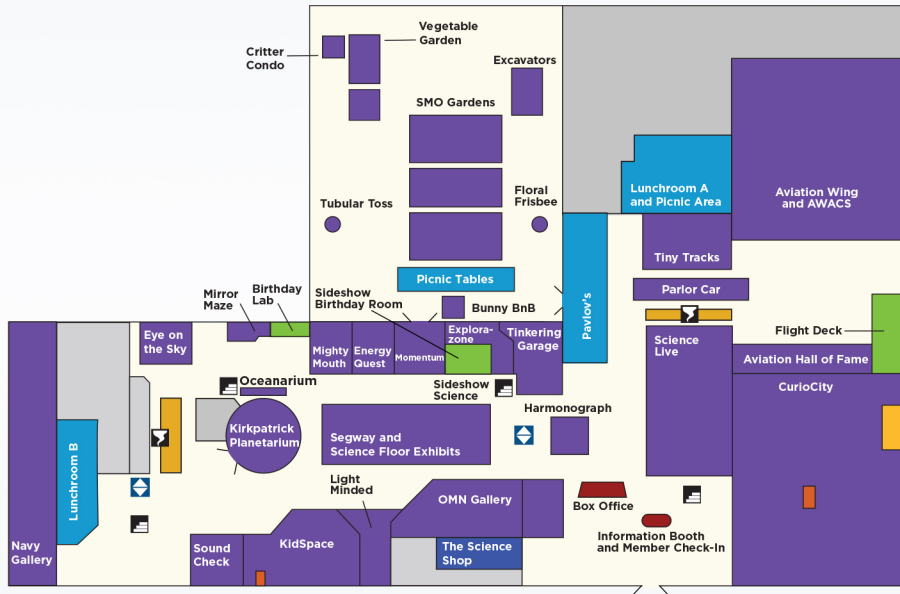 Vegetable
Garden
Critter
Condo
Excavators
SMO Gardens
Lunchroom A
and Picnic Area
Aviation Wing
and AWACS
Tubular Toss
Floral
Frisbee
Tiny Tracks
Picnic Tables
Parlor Car
Mirror
Maze
Birthday
Lab
Sideshow
Birthday Room
Bunny BnB
Pavlov's
Flight Deck
Eye on
the Sky
Mighty
Mouth
Energy
Quest
Momentum
Explora-
zone
Tinkering
Garage
Science
Live
Aviation Hall of Fame
Oceanarium
Sideshow
Science
CurioCity
Harmonograph
Kirkpatrick
Planetarium
Segway and
Science Floor Exhibits
Lunchroom B
Light
Minded
OMN Gallery
Box Office
Information Booth
and Member Check-In
Navy
Gallery
Sound
Check
KidSpace
The Science
Shop